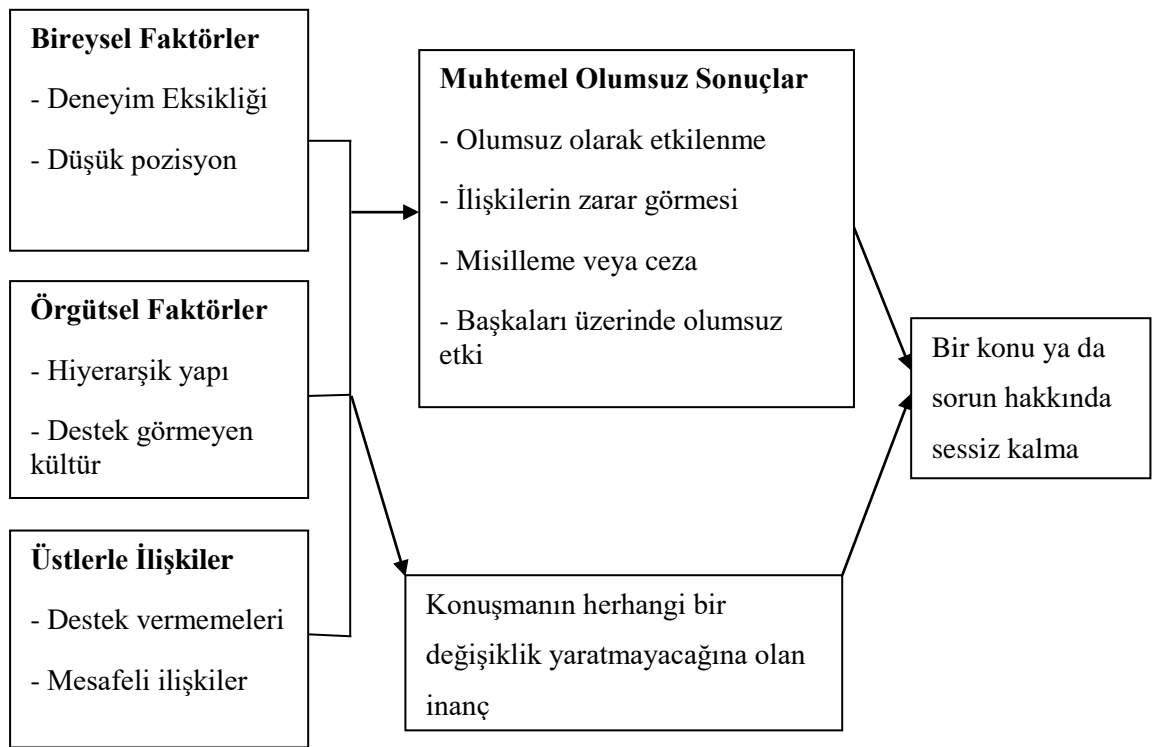 Bireysel Faktörler
- Deneyim Eksikliği
- Düşük pozisyon
Örgütsel Faktörler
- Hiyerarşik yapı
- Destek görmeyen
kültür
Üstlerle İlişkiler
- Destek vermemeleri
- Mesafeli ilişkiler
Muhtemel Olumsuz Sonuçlar
- Olumsuz olarak etkilenme
- İlişkilerin zarar görmesi
- Misilleme veya ceza
- Başkaları üzerinde olumsuz
etki
Konuşmanın herhangi bir
değişiklik yaratmayacağına olan
inanç
Bir konu ya da
sorun hakkında
sessiz kalma